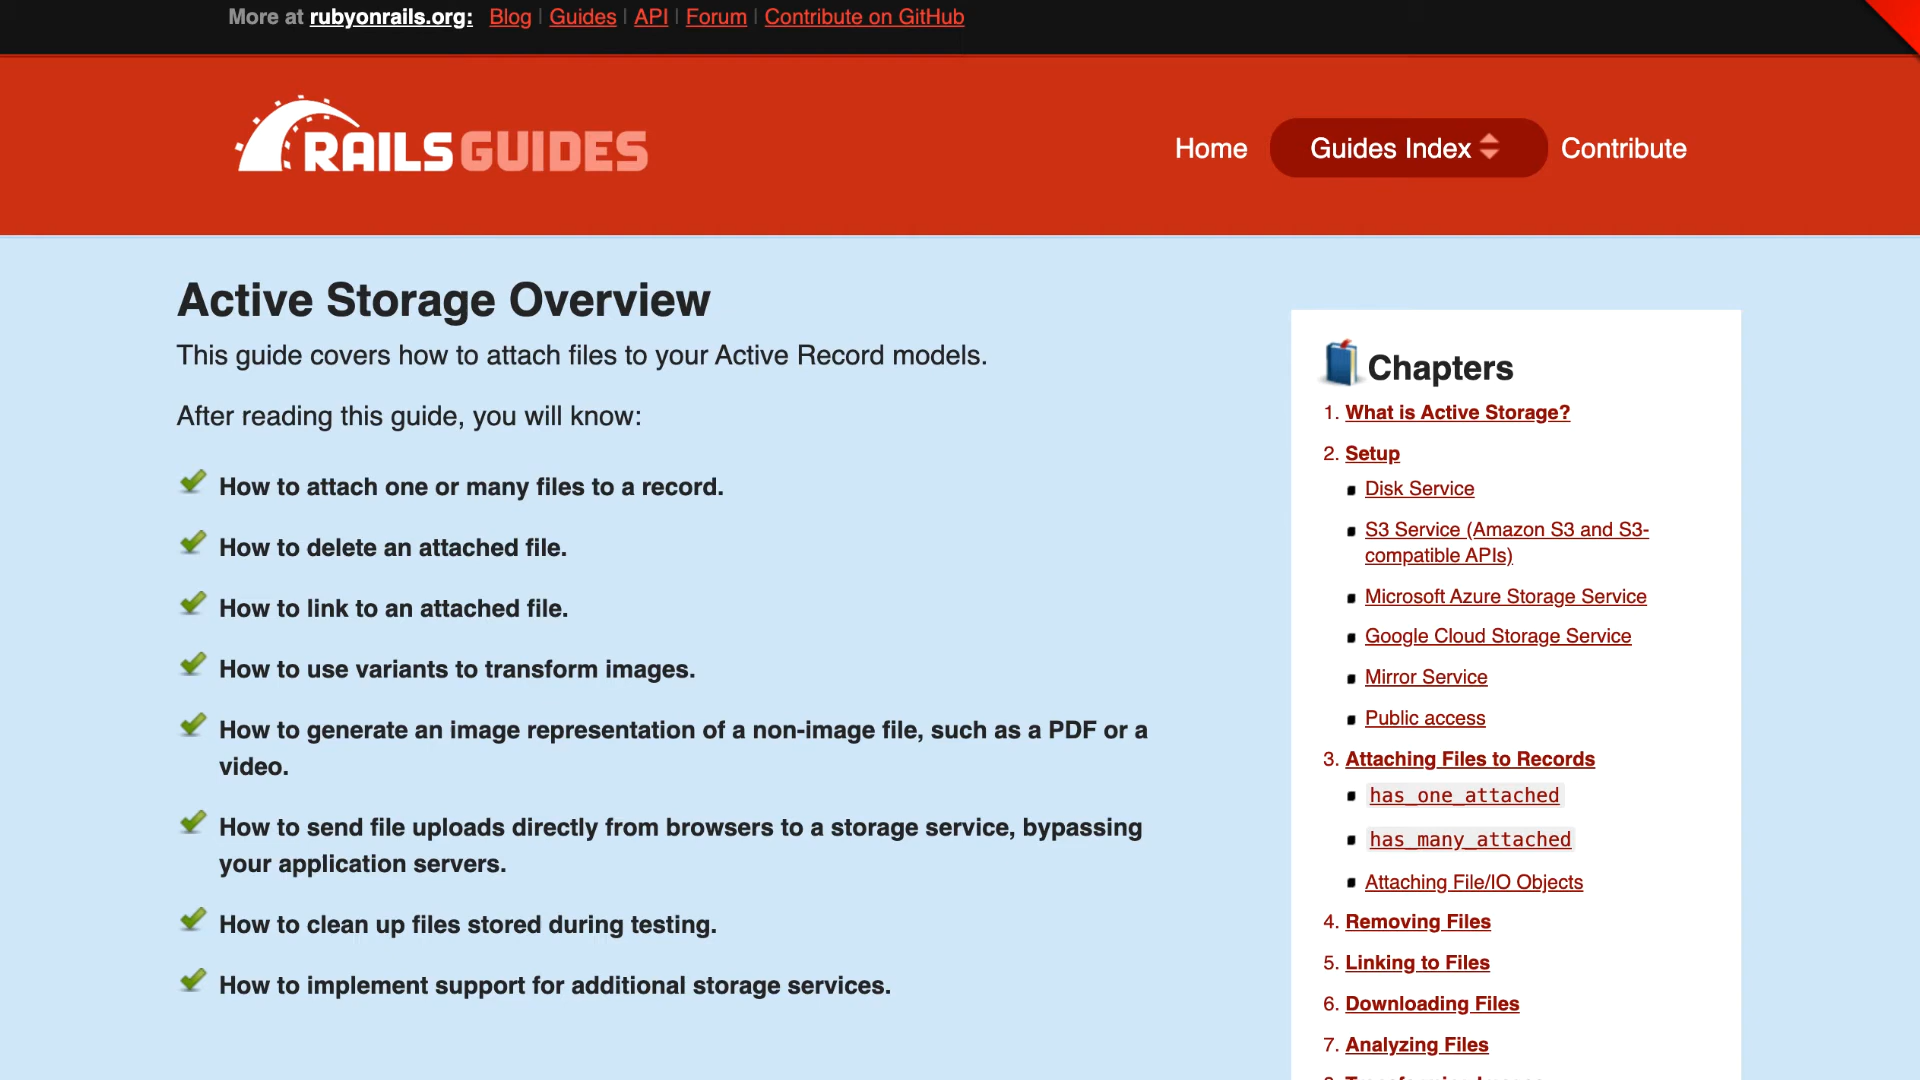 More at rubyonrails.org: Blog | Guides | API | Forum | Contribute on GitHub
RAILS GUIDES
Home
Guides Index
Contribute
Active Storage Overview
This guide covers how to attach files to your Active Record models.
After reading this guide, you will know:
How to attach one or many files to a record.
How to delete an attached file.
How to link to an attached file.
How to use variants to transform images.
How to generate an image representation of a non-image file, such as a PDF or a
video.
How to send file uploads directly from browsers to a storage service, bypassing
your application servers.
How to clean up files stored during testing.
How to implement support for additional storage services.
Chapters
1. What is Active Storage?
2. Setup
Disk Service
S3 Service (Amazon S3 and S3-
compatible APIs)
Microsoft Azure Storage Service
Google Cloud Storage Service
Mirror Service
Public access
3. Attaching Files to Records
has_one_attached
has_many_attached
Attaching File/IO Objects
4. Removing Files
5. Linking to Files
6. Downloading Files
7. Analyzing Files